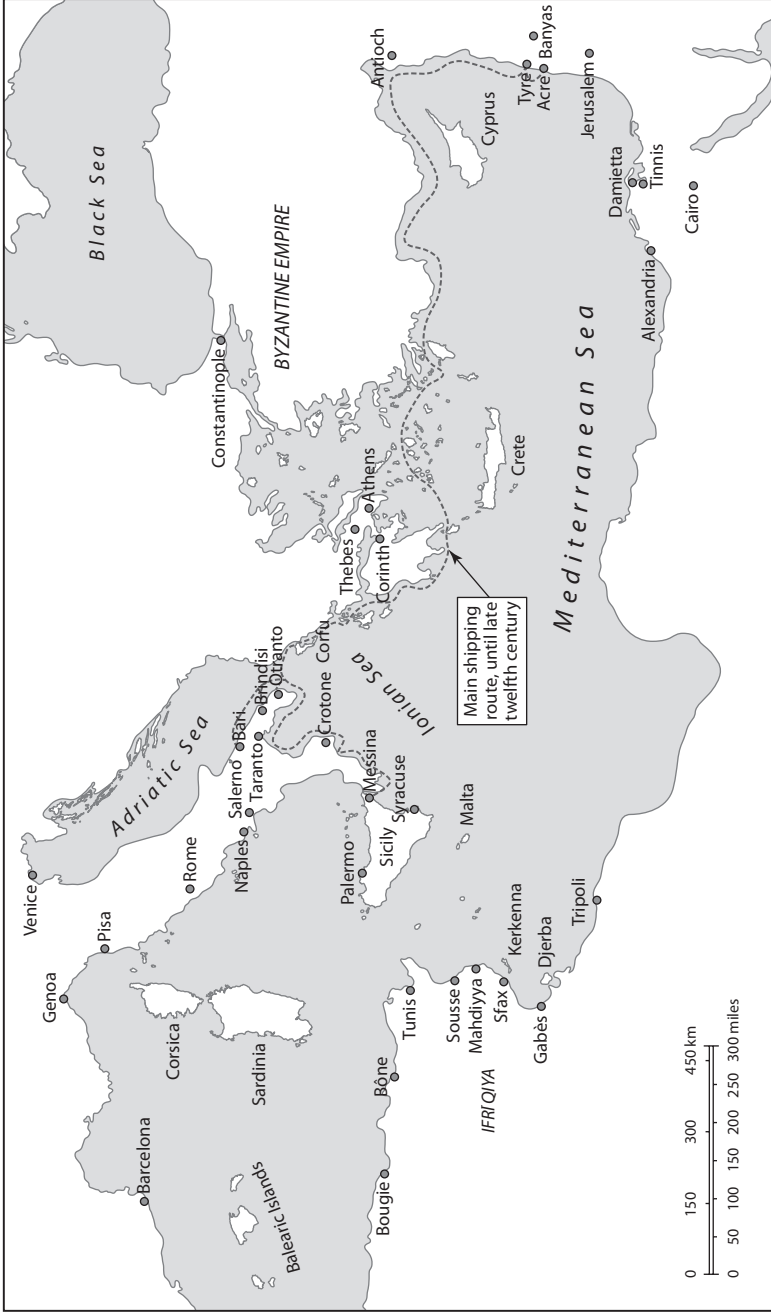 Black Sea
Constantinople
BYZANTINE EMPIRE
Venice
Adriatic Sea
Genoa
Pisa
Rome
Barcelona
Corsica
Sardinia
Balearic Islands
Naples
Salerno
Bari
Taranto
Brindisi
Otranto
Corfu
Crotone
Ionian Sea
Thebes
Athens
Corinth
Antioch
Cyprus
Tyre
Acre
Banyas
Jerusalem
Palermo
Messina
Sicily
Syracuse
Malta
Crete
Main shipping
route, until late
twelfth century
Mediterranean Sea
Damietta
Tinnis
Cairo
Alexandria
Bougie
Bône
Tunis
Sousse
Mahdiyya
Sfax
Kerkenna
Gabès
Djerba
Tripoli
IFRĪQIYA
0 150 300 450 km
0 50 100 150 200 250 300 miles